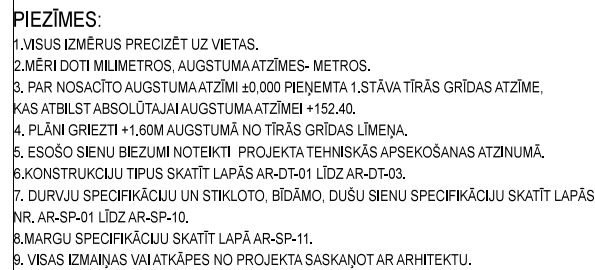 PIEZĪMES:
1.VISUS IZMĒRUS PRECIZĒT UZ VIETAS.
2.MĒRI DOTI MILIMETROS, AUGSTUMA ATZĪMES- METROS.
3. PAR NOSACĪTO AUGSTUMA ATZĪMI ±0,000 PIEŅEMTA 1.STĀVA TĪRĀS GRĪDAS ATZĪME,
KAS ATBILST ABSOLŪTAJAI AUGSTUMA ATZĪMEI +152.40.
4. PLĀNI GRIEZTI +1.60M AUGSTUMĀ NO TĪRĀS GRĪDAS LĪMEŅA.
5. ESOŠO SIENU BIEZUMI NOTEIKTI PROJEKTA TEHNISKĀS APSEKOŠANAS ATZINUMĀ.
6.KONSTRUKCIJU TIPUS SKATĪT LAPĀS AR-DT-01 LĪDZ AR-DT-03.
7. DURVJU SPECIFIKĀCIJU UN STIKLOTO, BĪDĀMO, DUŠU SIENU SPECIFIKĀCIJU SKATĪT LAPĀS
NR. AR-SP-01 LĪDZ AR-SP-10.
8.MARGU SPECIFIKĀCIJU SKATĪT LAPĀ AR-SP-11.
9. VISAS IZMAIŅAS VAI ATKĀPES NO PROJEKTA SASKAŅOT AR ARHITEKTU.